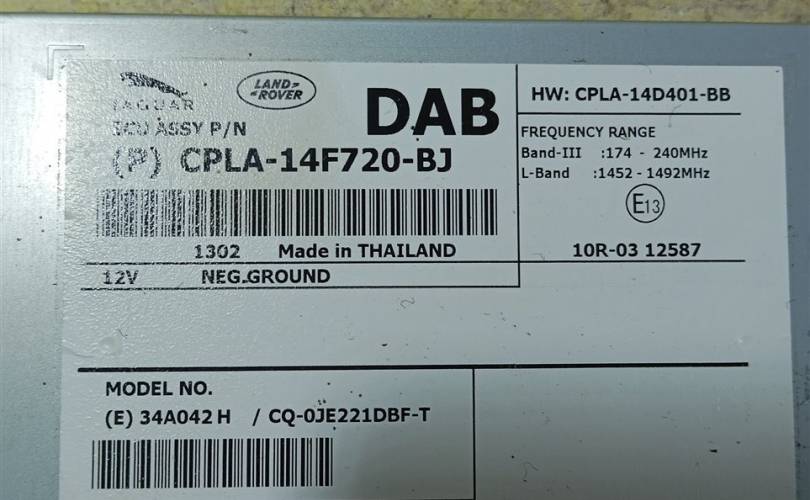 JAGUAR
LAND ROVER
DAB
ECU ASSY P/N
(P) CPLA-14F720-BJ
1302 Made in THAILAND
12V NEG.GROUND
HW: CPLA-14D401-BB
FREQUENCY RANGE
Band-III :174 - 240MHz
L-Band :1452 - 1492MHz
E13
10R-03 12587
MODEL NO.
(E) 34A042H / CQ-0JE221DBF-T